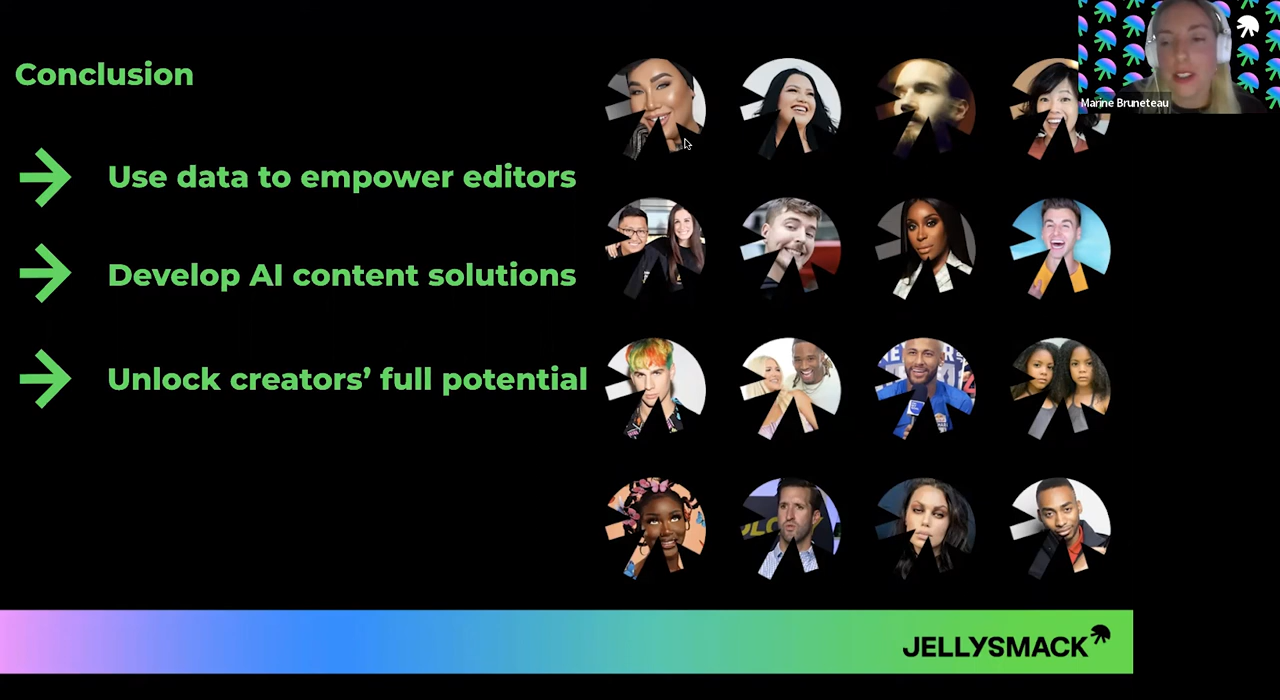 Conclusion
Use data to empower editors
Develop AI content solutions
Unlock creators’ full potential
Marine Bruneteau
JELLYSMACK